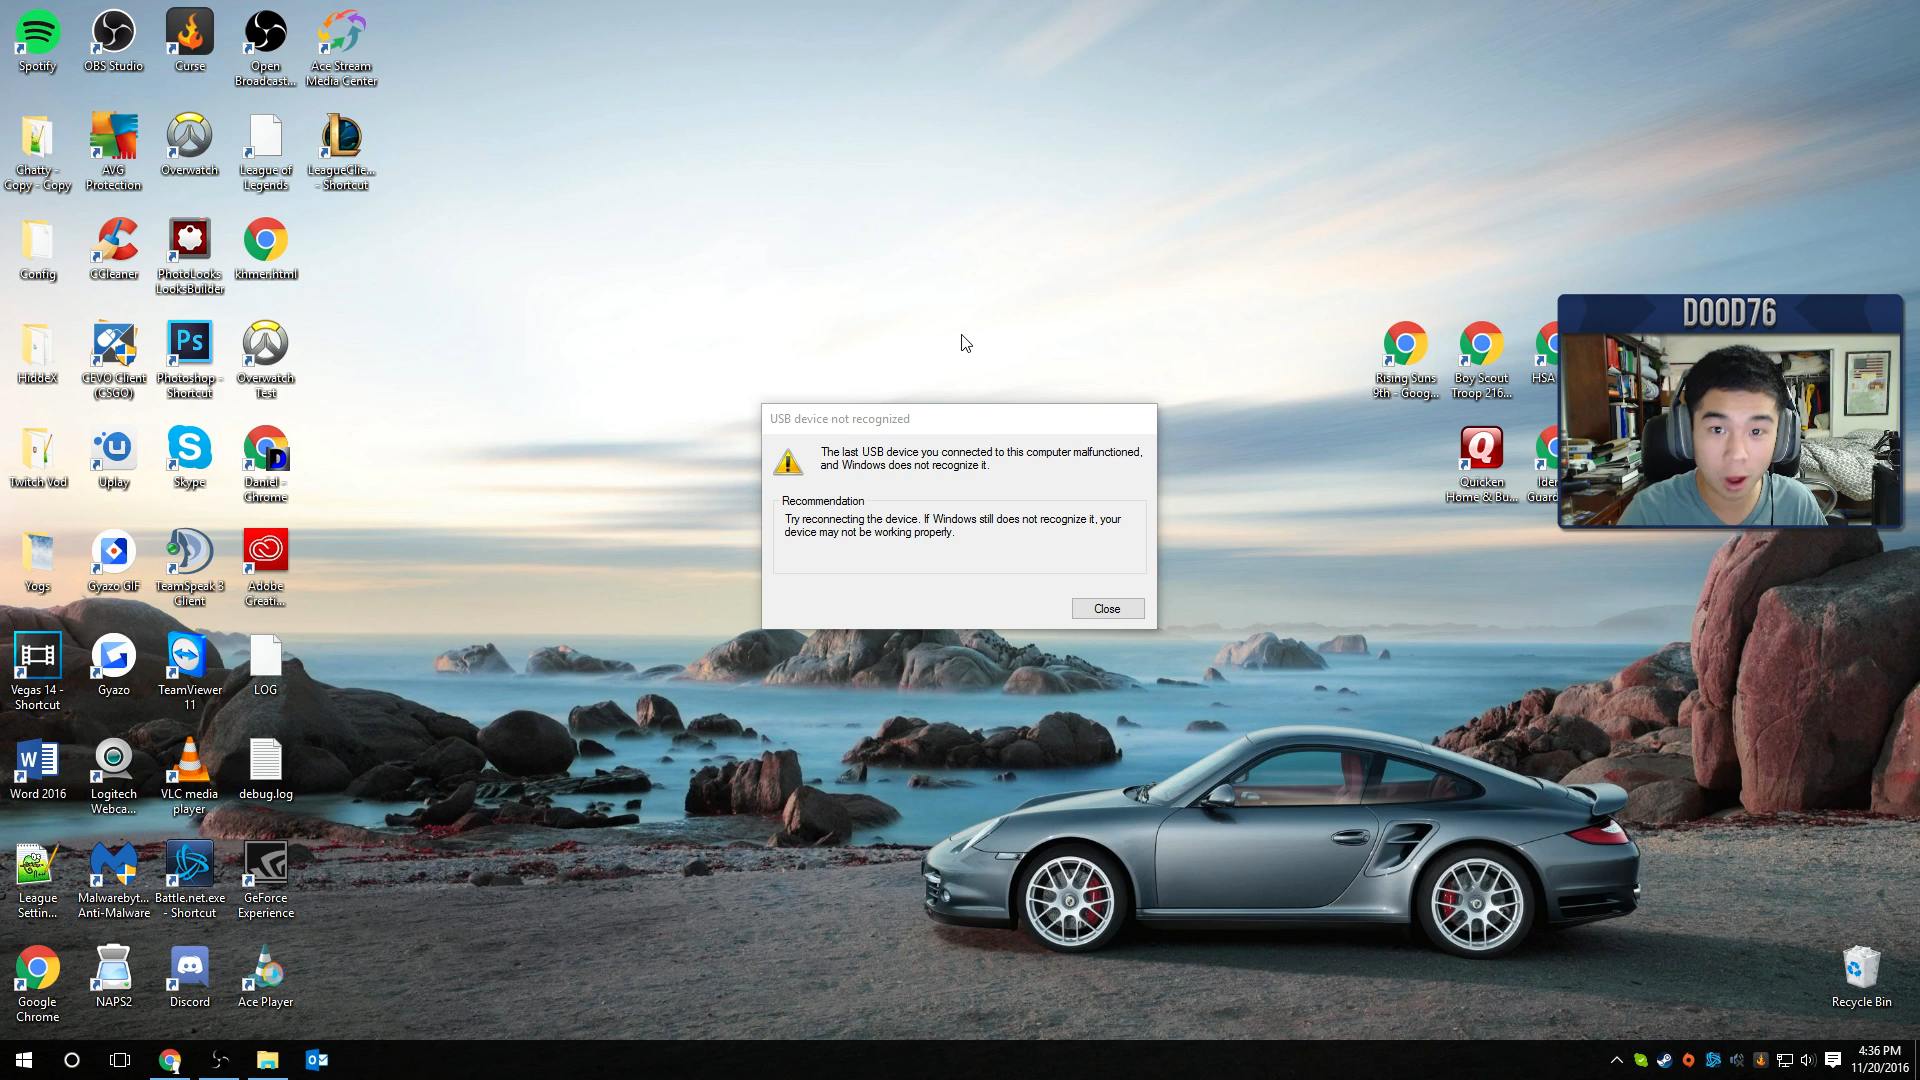 Spotify
OBS Studio
Curse
Open
Broadcast...
Ace Stream
Media Center
Chatty -
Copy - Copy
AVG
Protection
Overwatch
League of
Legends
LeagueClie...
- Shortcut
Config
CCleaner
PhotoLooks
LooksBuilder
khmer.html
HiddeX
CEVO Client
(CSGO)
Ps
Photoshop -
Shortcut
Overwatch
Test
Twitch Vod
Uplay
Skype
D
Daniel -
Chrome
Yogs
Gyazo GIF
TeamSpeak 3
Client
Adobe
Creati...
Vegas 14 -
Shortcut
Gyazo
TeamViewer
11
LOG
Word 2016
Logitech
Webca...
VLC media
player
debug.log
League
Settin...
Malwarebyt...
Anti-Malware
Battle.net.exe
- Shortcut
GeForce
Experience
Google
Chrome
NAPS2
Discord
Ace Player
USB device not recognized
The last USB device you connected to this computer malfunctioned,
and Windows does not recognize it.
Recommendation
Try reconnecting the device. If Windows still does not recognize it, your
device may not be working properly.
Close
DOOD76
Rising Suns
9th - Goog...
Boy Scout
Troop 216...
HSA
Quicken
Home & Bu...
Iden
Guard
Recycle Bin
4:36 PM
11/20/2016